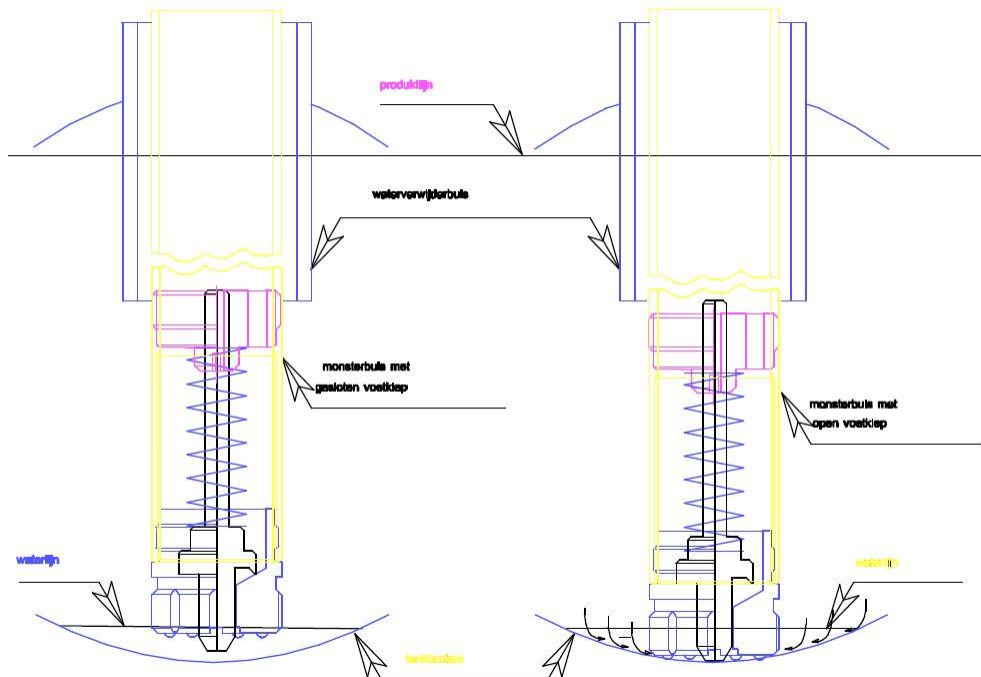 produktlijn
waterverwijderbuis
monsterbuis met
gesloten voetklep
monsterbuis met
open voetklep
waterlijn
waterlijn
tankbodem